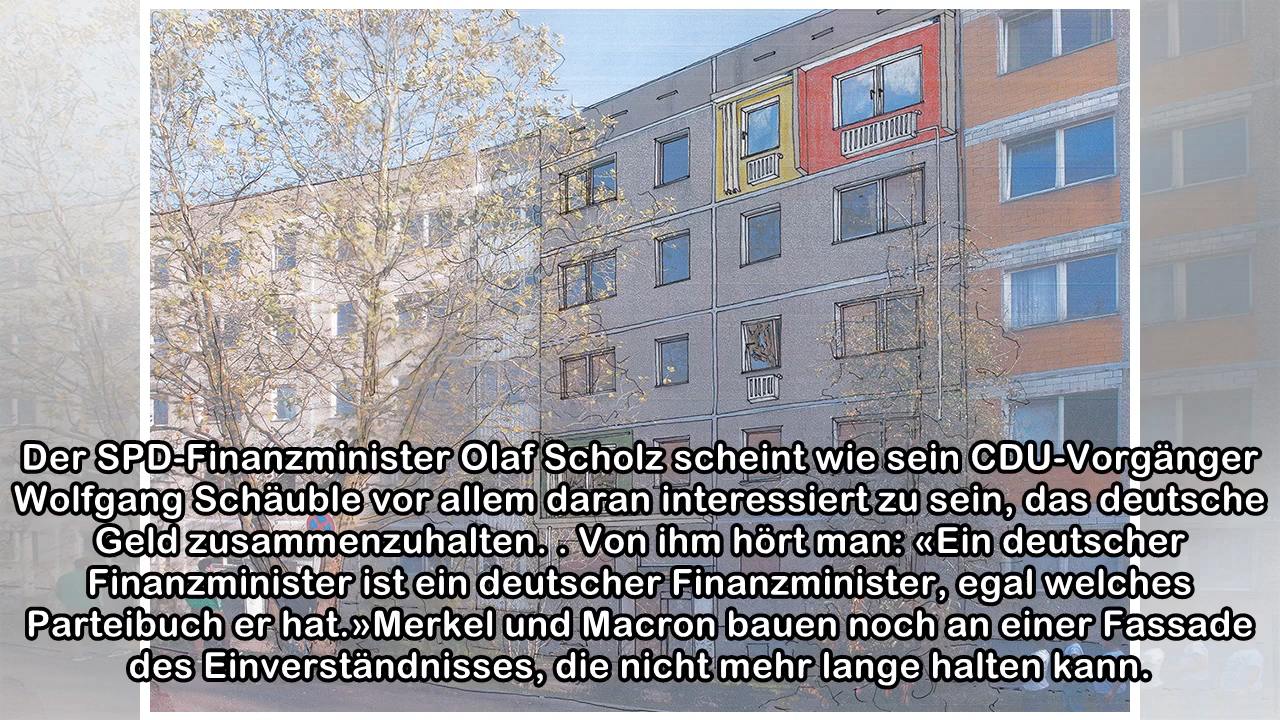 Der SPD-Finanzminister Olaf Scholz scheint wie sein CDU-Vorgänger
Wolfgang Schäuble vor allem daran interessiert zu sein, das deutsche
Geld zusammenzuhalten. . Von ihm hört man: «Ein deutscher
Finanzminister ist ein deutscher Finanzminister, egal welches
Parteibuch er hat.»Merkel und Macron bauen noch an einer Fassade
des Einverständnisses, die nicht mehr lange halten kann.